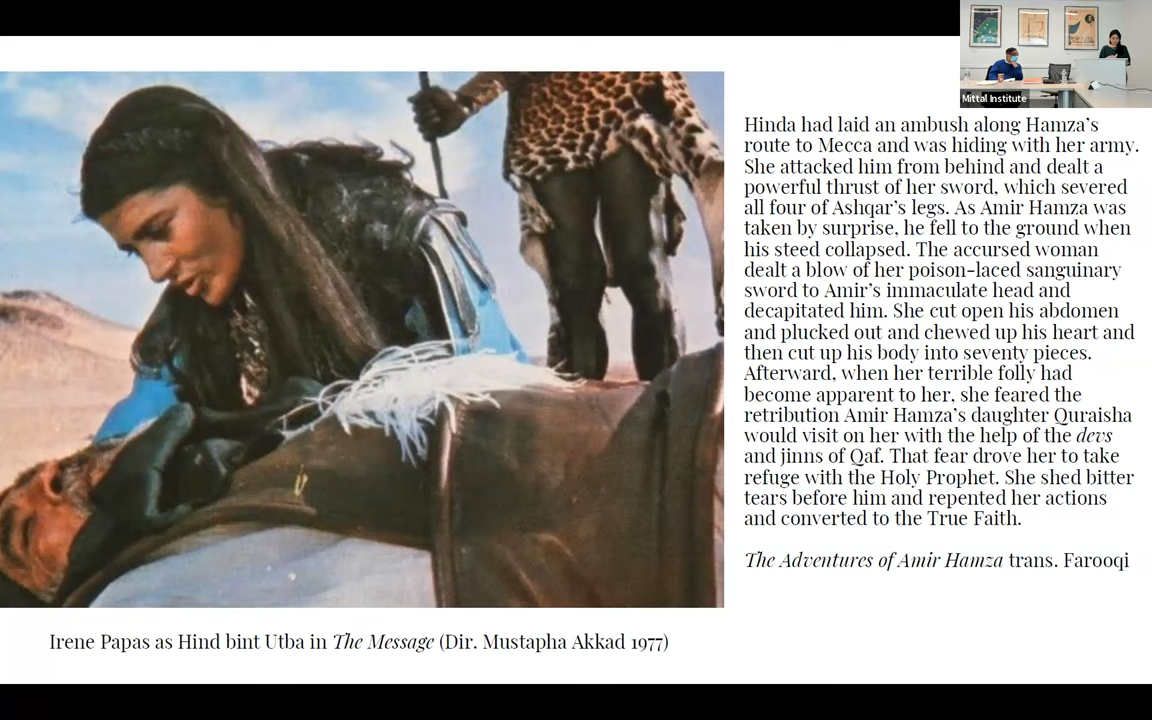 Mittal Institute
Hinda had laid an ambush along Hamza's
route to Mecca and was hiding with her army.
She attacked him from behind and dealt a
powerful thrust of her sword, which severed
all four of Ashqar's legs. As Amir Hamza was
taken by surprise, he fell to the ground when
his steed collapsed. The accursed woman
dealt a blow of her poison-laced sanguinary
sword to Amir's immaculate head and
decapitated him. She cut open his abdomen
and plucked out and chewed up his heart and
then cut up his body into seventy pieces.
Afterward, when her terrible folly had
become apparent to her, she feared the
retribution Amir Hamza's daughter Quraisha
would visit on her with the help of the devs
and jinns of Qaf. That fear drove her to take
refuge with the Holy Prophet. She shed bitter
tears before him and repented her actions
and converted to the True Faith.
The Adventures of Amir Hamza trans. Farooqi
Irene Papas as Hind bint Utba in The Message (Dir. Mustapha Akkad 1977)